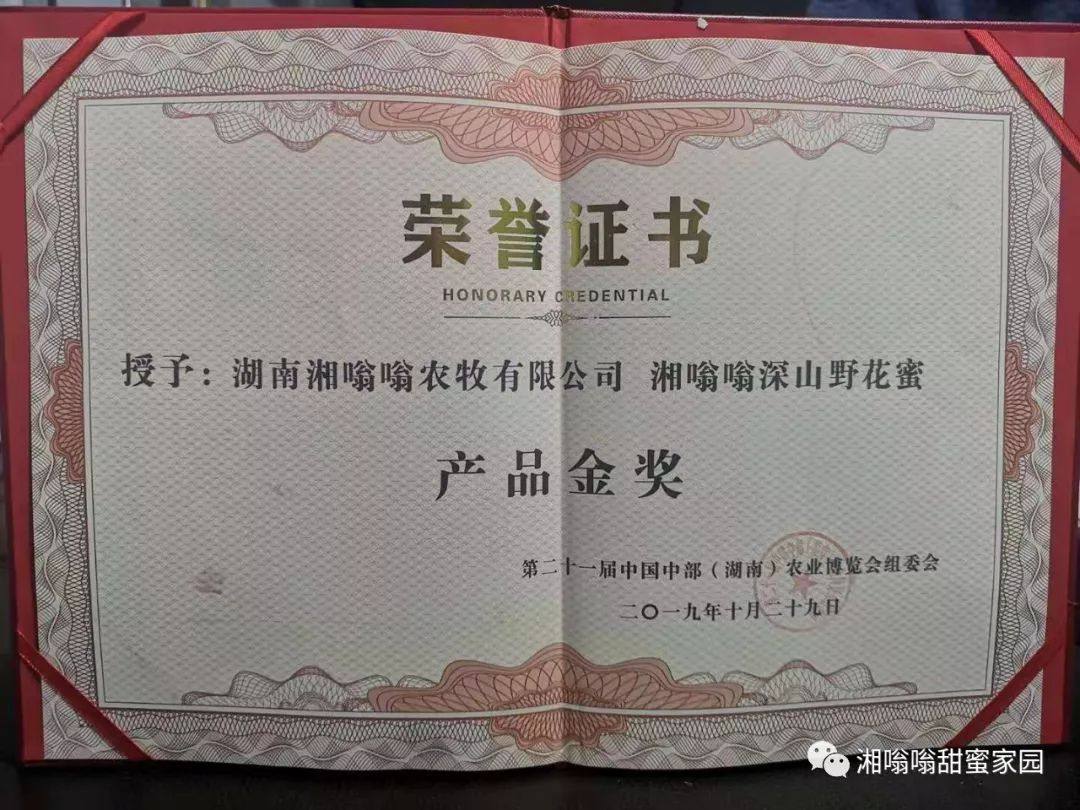 荣誉证书
HONORARY CREDENTIAL
授予：湖南湘嗡嗡农牧有限公司 湘嗡嗡深山野花蜜
产品金奖
第二十一届中国中部（湖南）农业博览会组委会
二〇一九年十月二十九日
湘嗡嗡甜蜜家园